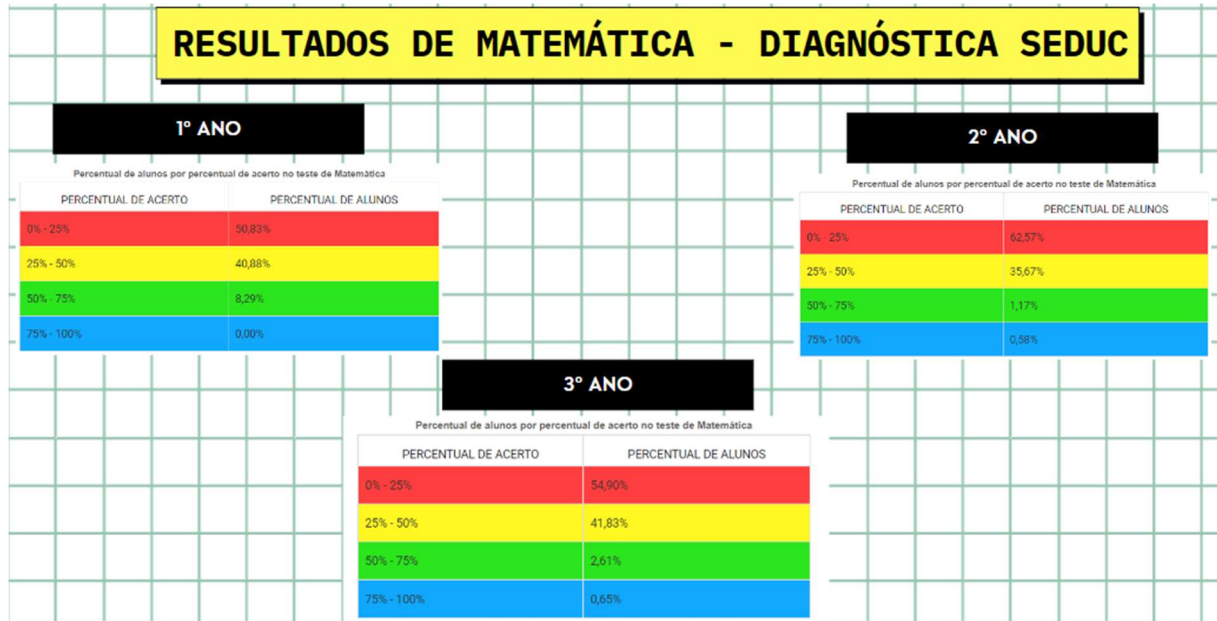 RESULTADOS DE MATEMÁTICA - DIAGNÓSTICA SEDUC
1º ANO
Percentual de alunos por percentual de acerto no teste de Matemática
PERCENTUAL DE ACERTO PERCENTUAL DE ALUNOS
0% - 25% 50,83%
25% - 50% 40,88%
50% - 75% 8,29%
75% - 100% 0,00%
2º ANO
Percentual de alunos por percentual de acerto no teste de Matemática
PERCENTUAL DE ACERTO PERCENTUAL DE ALUNOS
0% - 25% 62,57%
25% - 50% 35,67%
50% - 75% 1,17%
75% - 100% 0,58%
3º ANO
Percentual de alunos por percentual de acerto no teste de Matemática
PERCENTUAL DE ACERTO PERCENTUAL DE ALUNOS
0% - 25% 54,90%
25% - 50% 41,83%
50% - 75% 2,61%
75% - 100% 0,65%